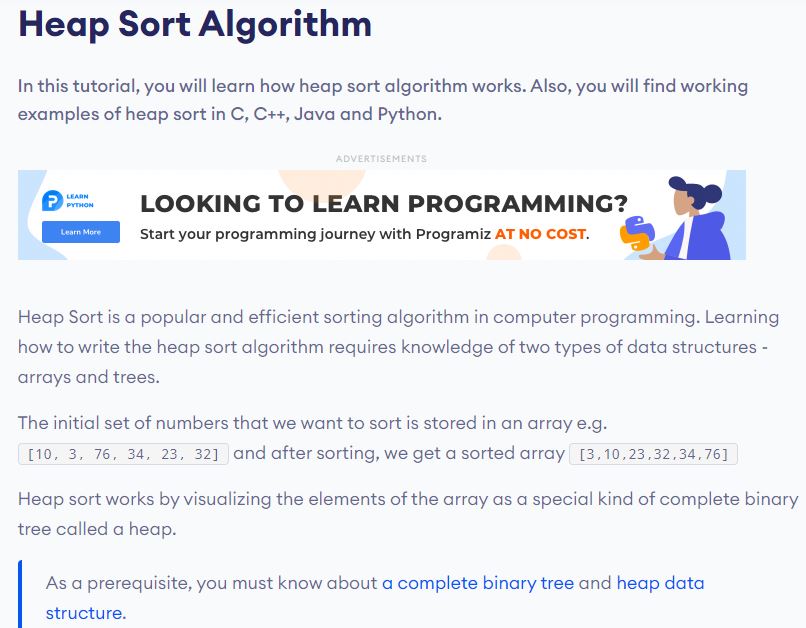 Heap Sort Algorithm
In this tutorial, you will learn how heap sort algorithm works. Also, you will find working
examples of heap sort in C, C++, Java and Python.
ADVERTISEMENTS
LEARN
PYTHON
Learn More
LOOKING TO LEARN PROGRAMMING?
Start your programming journey with Programiz AT NO COST.
Heap Sort is a popular and efficient sorting algorithm in computer programming. Learning
how to write the heap sort algorithm requires knowledge of two types of data structures -
arrays and trees.
The initial set of numbers that we want to sort is stored in an array e.g.
[10, 3, 76, 34, 23, 32] and after sorting, we get a sorted array [3,10,23,32,34,76]
Heap sort works by visualizing the elements of the array as a special kind of complete binary
tree called a heap.
As a prerequisite, you must know about a complete binary tree and heap data
structure.